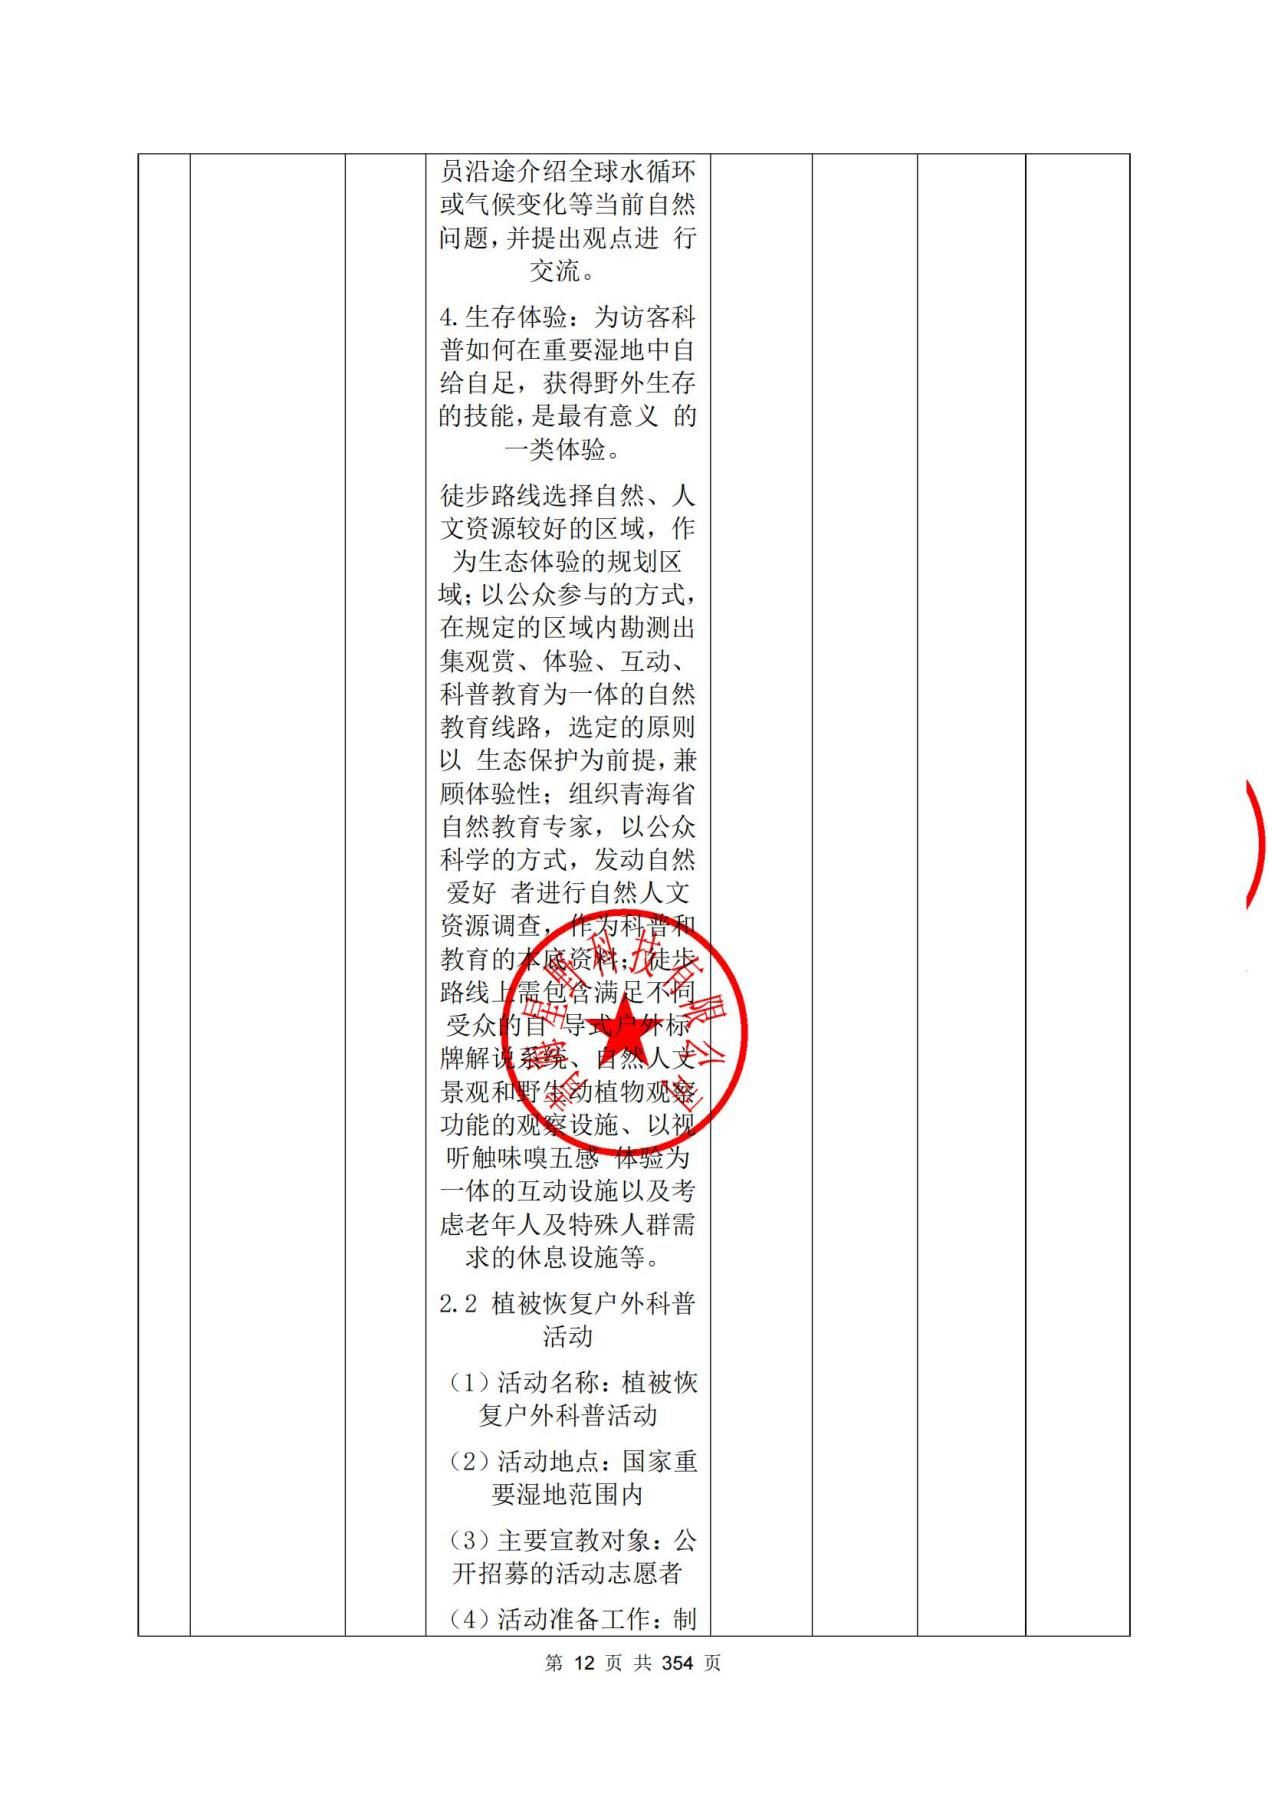 员沿途介绍全球水循环
或气候变化等当前自然
问题,并提出观点进 行
交流。
4.生存体验：为访客科
普如何在重要湿地中自
给自足，获得野外生存
的技能,是最有意义 的
一类体验。
徒步路线选择自然、人
文资源较好的区域，作
为生态体验的规划区
域;以公众参与的方式，
在规定的区域内勘测出
集观赏、体验、互动、
科普教育为一体的自然
教育线路，选定的原则
以 生态保护为前提,兼
顾体验性；组织青海省
自然教育专家，以公众
科学的方式，发动自然
爱好 者进行自然人文
资源调查，作为科普和
教育的本底资料；徒步
路线上需包含满足不同
受众的自 导式户外标
牌解说系统、自然人文
景观和野生动植物观察
功能的观察设施、以视
听触味嗅五感 体验为
一体的互动设施以及考
虑老年人及特殊人群需
求的休息设施等。
2.2 植被恢复户外科普
活动
（1）活动名称：植被恢
复户外科普活动
（2）活动地点：国家重
要湿地范围内
（3）主要宣教对象：公
开招募的活动志愿者
（4）活动准备工作：制
青海星野科技有限公司
第 12 页 共 354 页